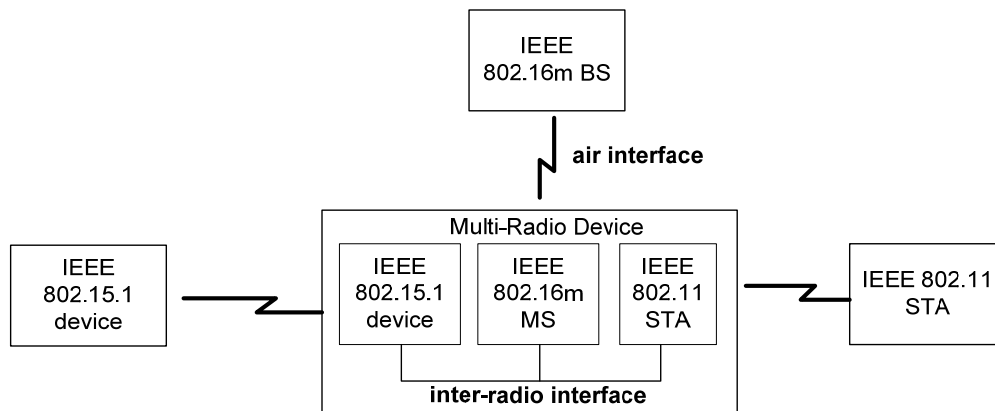 IEEE
802.16m BS
air interface
Multi-Radio Device
IEEE
802.15.1
device
IEEE
802.15.1
device
IEEE
802.16m
MS
IEEE
802.11
STA
IEEE 802.11
STA
inter-radio interface